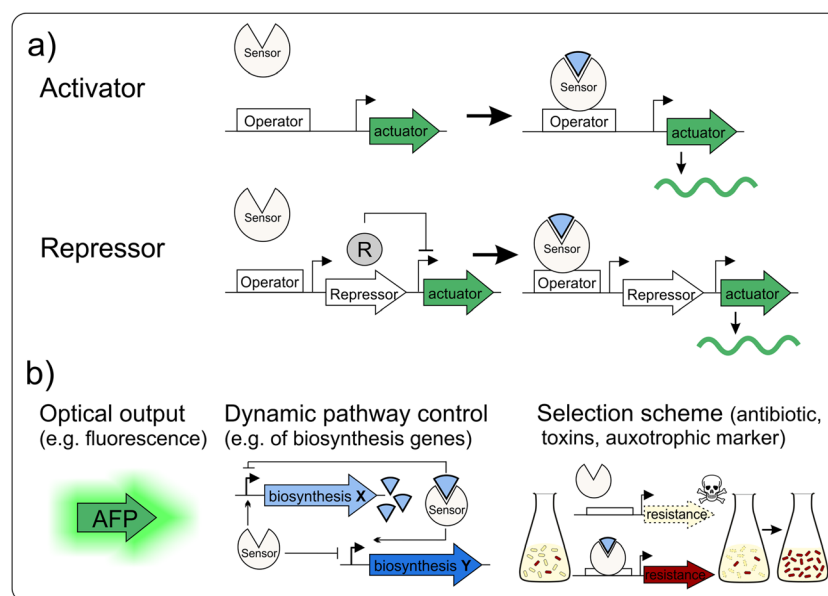 a)
Activator
Sensor
Operator
actuator
Sensor
Operator
actuator
Repressor
Sensor
R
Operator
Repressor
actuator
Sensor
Operator
Repressor
actuator
b)
Optical output
(e.g. fluorescence)
AFP
Dynamic pathway control
(e.g. of biosynthesis genes)
biosynthesis X
Sensor
Sensor
biosynthesis Y
Selection scheme (antibiotic,
toxins, auxotrophic marker)
resistance
resistance